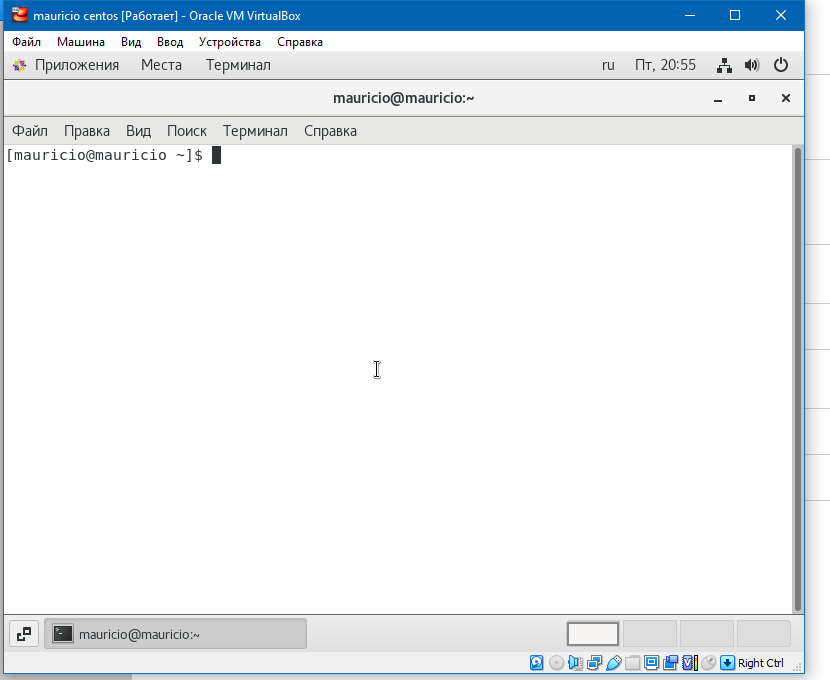 mauricio centos [Работает] - Oracle VM VirtualBox
Файл Машина Вид Ввод Устройства Справка
Приложения Места Терминал ru Пт, 20:55
mauricio@mauricio:~
Файл Правка Вид Поиск Терминал Справка
[mauricio@mauricio ~]$
mauricio@mauricio:~
Right Ctrl